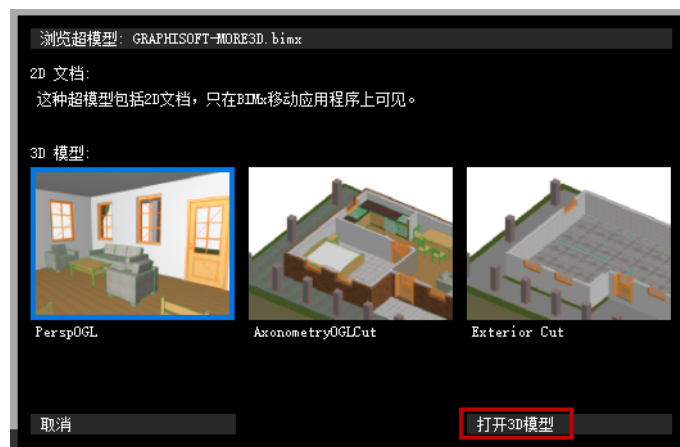 浏览超模型: GRAPHISOFT-MORE3D.bimx
2D 文档:
这种超模型包括2D文档，只在BIMx移动应用程序上可见。
3D 模型:
PerspOGL
AxonometryOGLCut
Exterior Cut
取消
打开3D模型